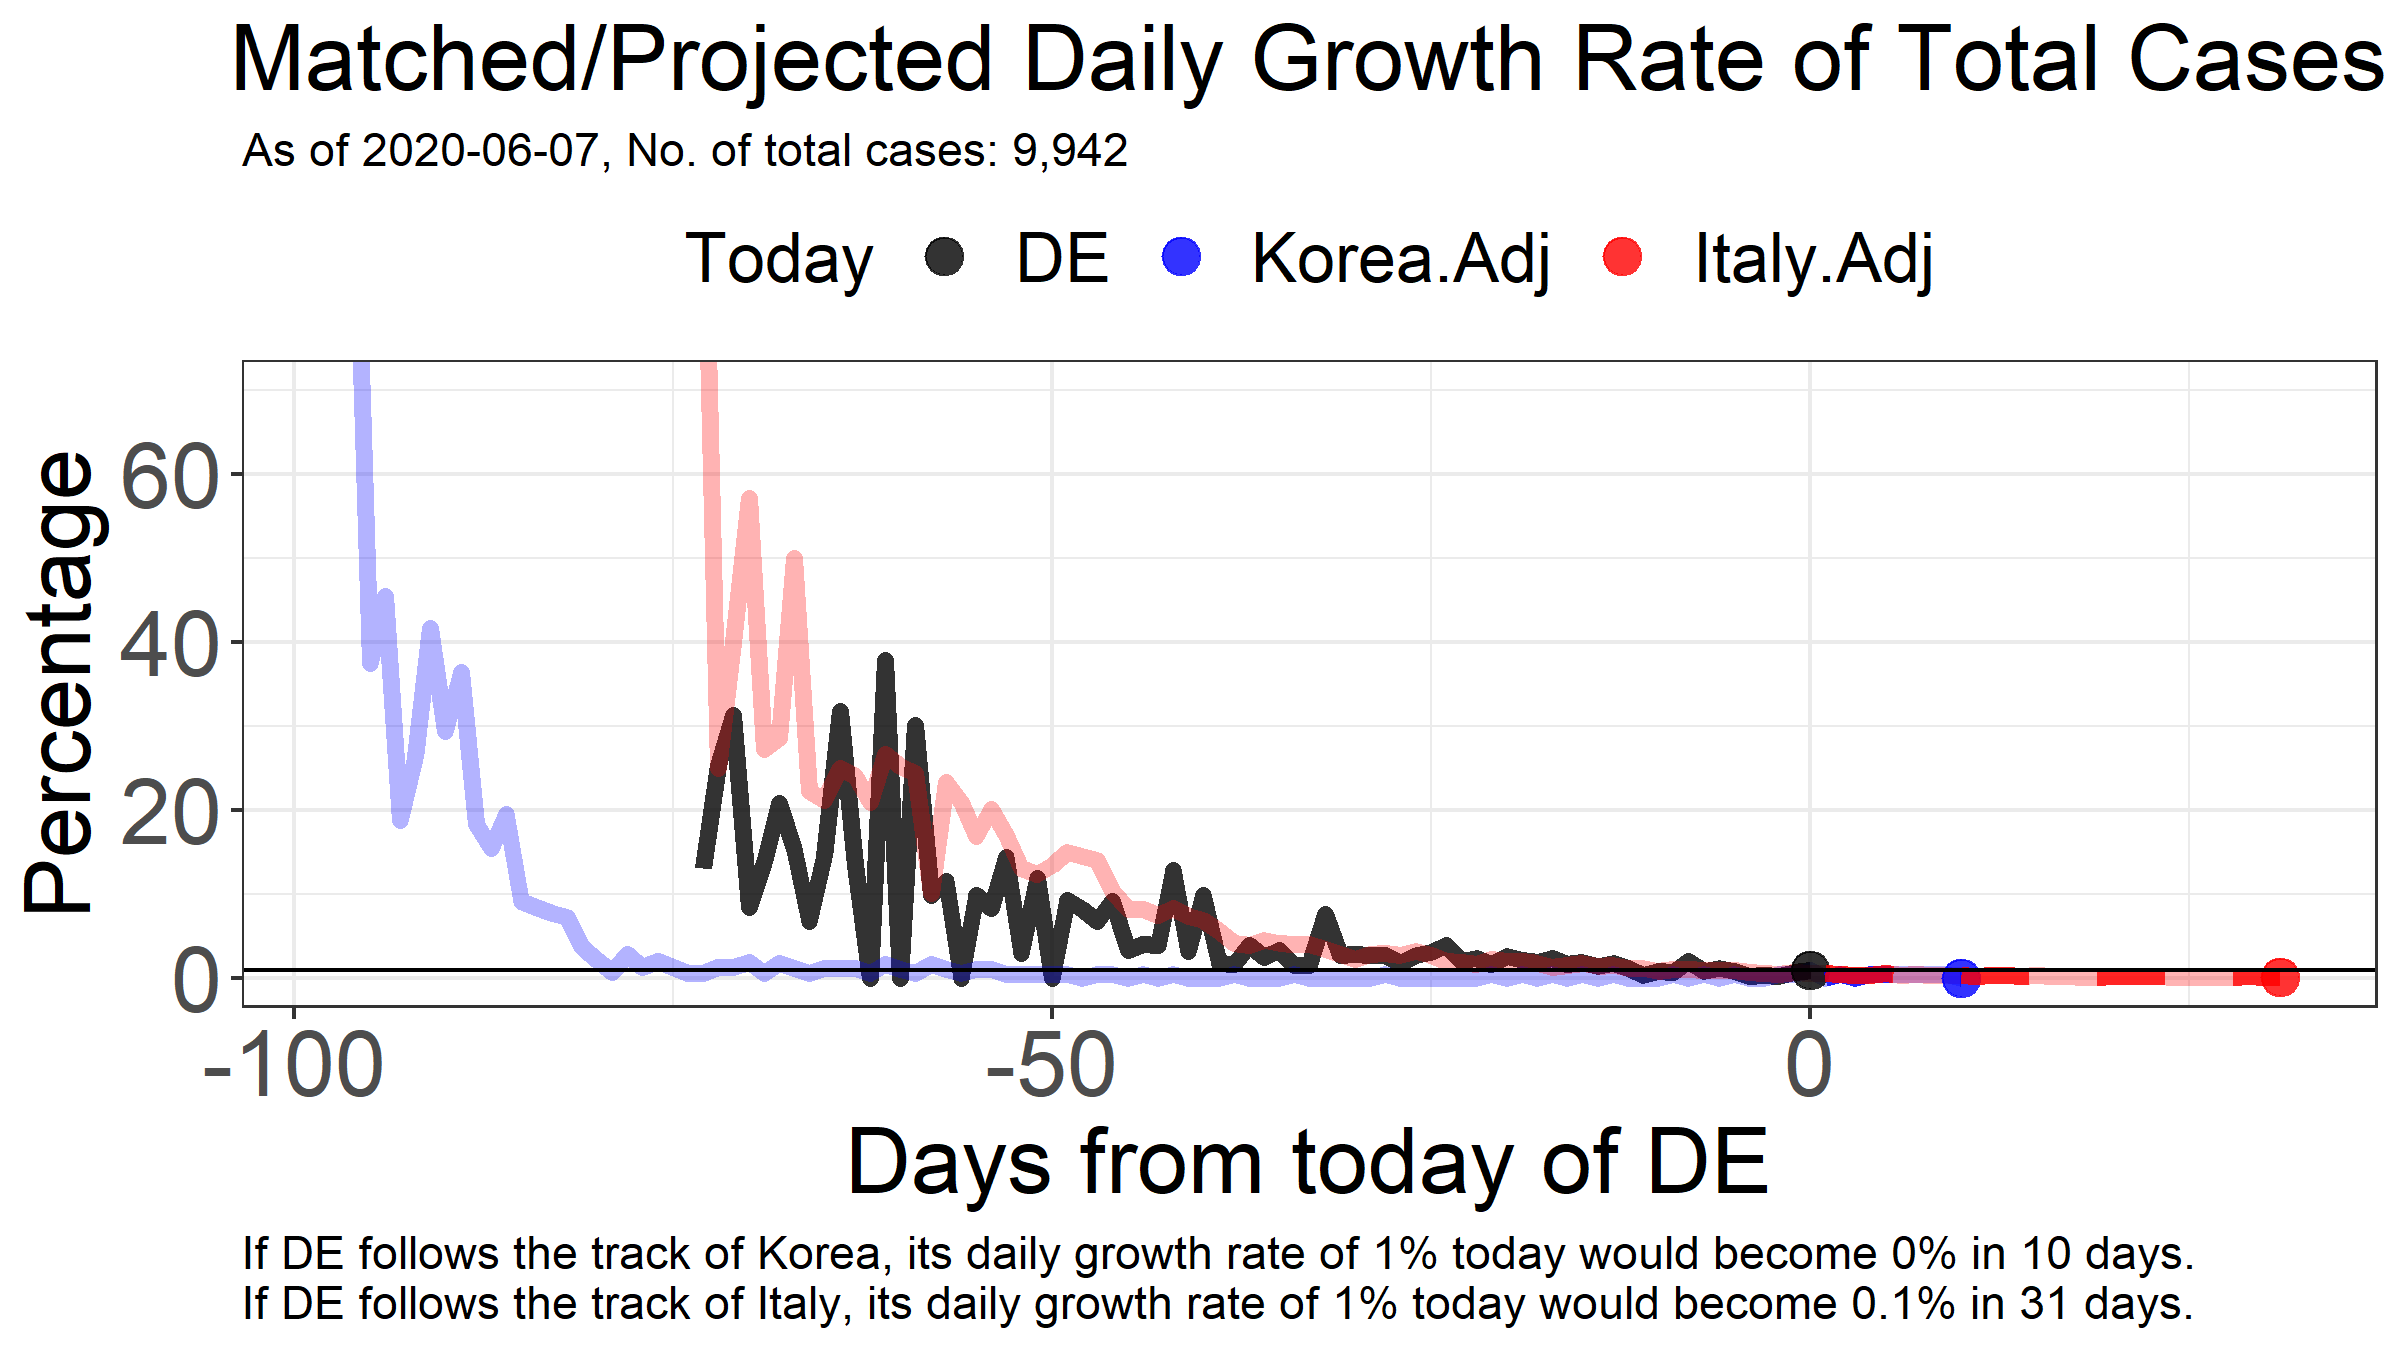 Matched/Projected Daily Growth Rate of Total Cases
As of 2020-06-07, No. of total cases: 9,942
Today DE Korea.Adj Italy.Adj
Percentage
60
40
20
0
-100 -50 0
Days from today of DE
If DE follows the track of Korea, its daily growth rate of 1% today would become 0% in 10 days.
If DE follows the track of Italy, its daily growth rate of 1% today would become 0.1% in 31 days.